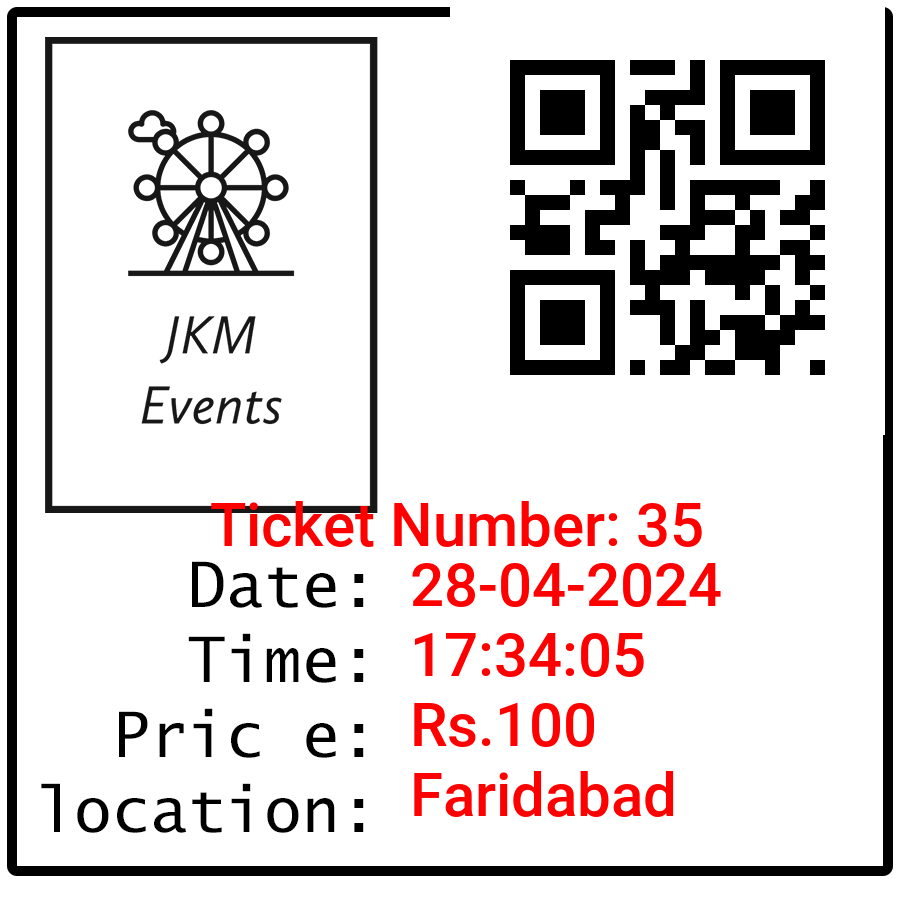 JKM
Events
Ticket Number: 35
Date: 28-04-2024
Time: 17:34:05
Pric e: Rs.100
location: Faridabad